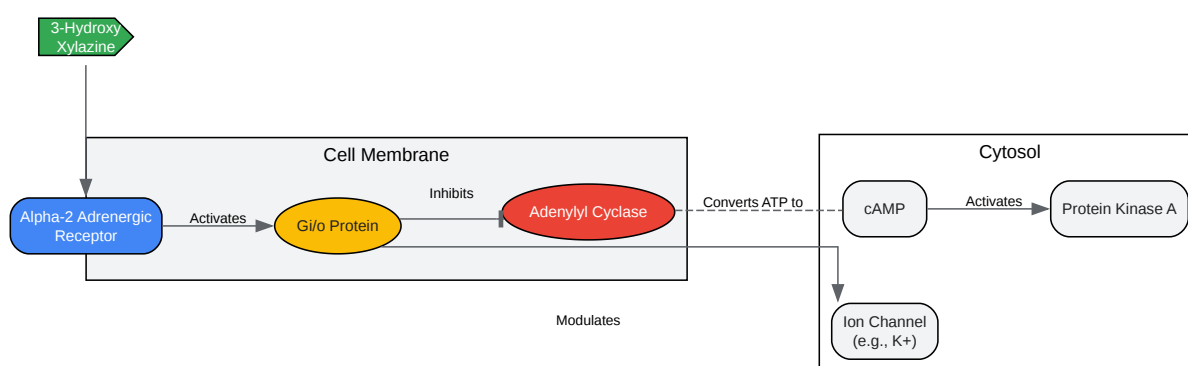 3-Hydroxy
Xylazine
Cell Membrane
Cytosol
Alpha-2 Adrenergic
Receptor
Activates
Gi/o Protein
Inhibits
Adenylyl Cyclase
Converts ATP to
cAMP
Activates
Protein Kinase A
Modulates
Ion Channel
(e.g., K+)